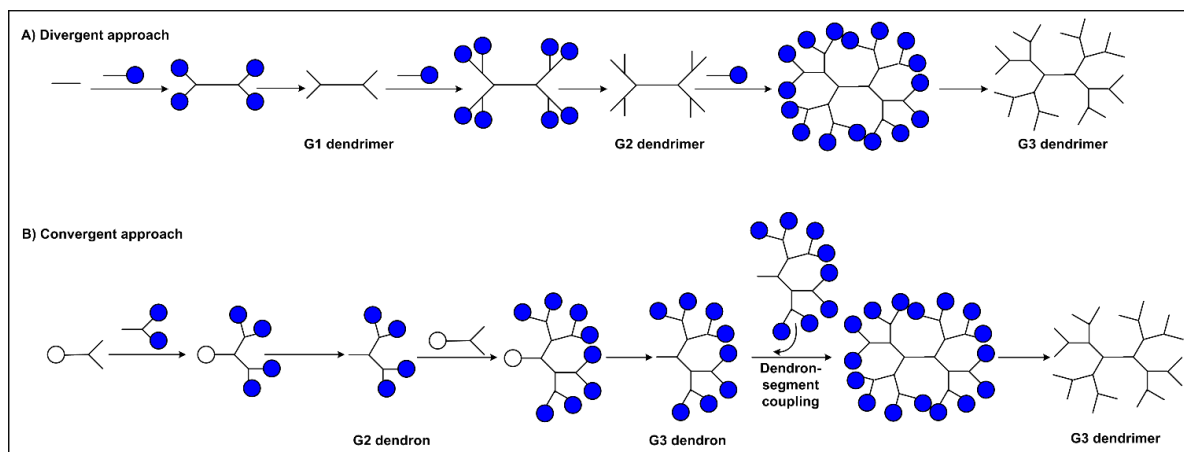 A) Divergent approach
G1 dendrimer
G2 dendrimer
G3 dendrimer
B) Convergent approach
Dendron-
segment
coupling
G2 dendron
G3 dendron
G3 dendrimer